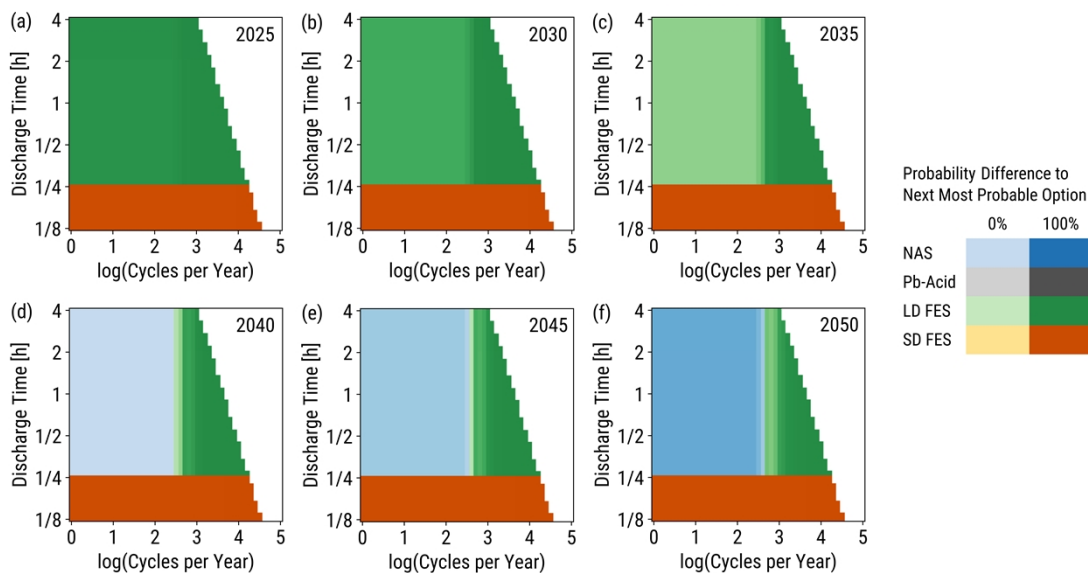 (a)
2025
4
2
1
1/2
1/4
1/8
Discharge Time [h]
0 1 2 3 4 5
log(Cycles per Year)
(b)
2030
4
2
1
1/2
1/4
1/8
Discharge Time [h]
0 1 2 3 4 5
log(Cycles per Year)
(c)
2035
4
2
1
1/2
1/4
1/8
Discharge Time [h]
0 1 2 3 4 5
log(Cycles per Year)
Probability Difference to
Next Most Probable Option
0% 100%
NAS
Pb-Acid
LD FES
SD FES
(d)
2040
4
2
1
1/2
1/4
1/8
Discharge Time [h]
0 1 2 3 4 5
log(Cycles per Year)
(e)
2045
4
2
1
1/2
1/4
1/8
Discharge Time [h]
0 1 2 3 4 5
log(Cycles per Year)
(f)
2050
4
2
1
1/2
1/4
1/8
Discharge Time [h]
0 1 2 3 4 5
log(Cycles per Year)